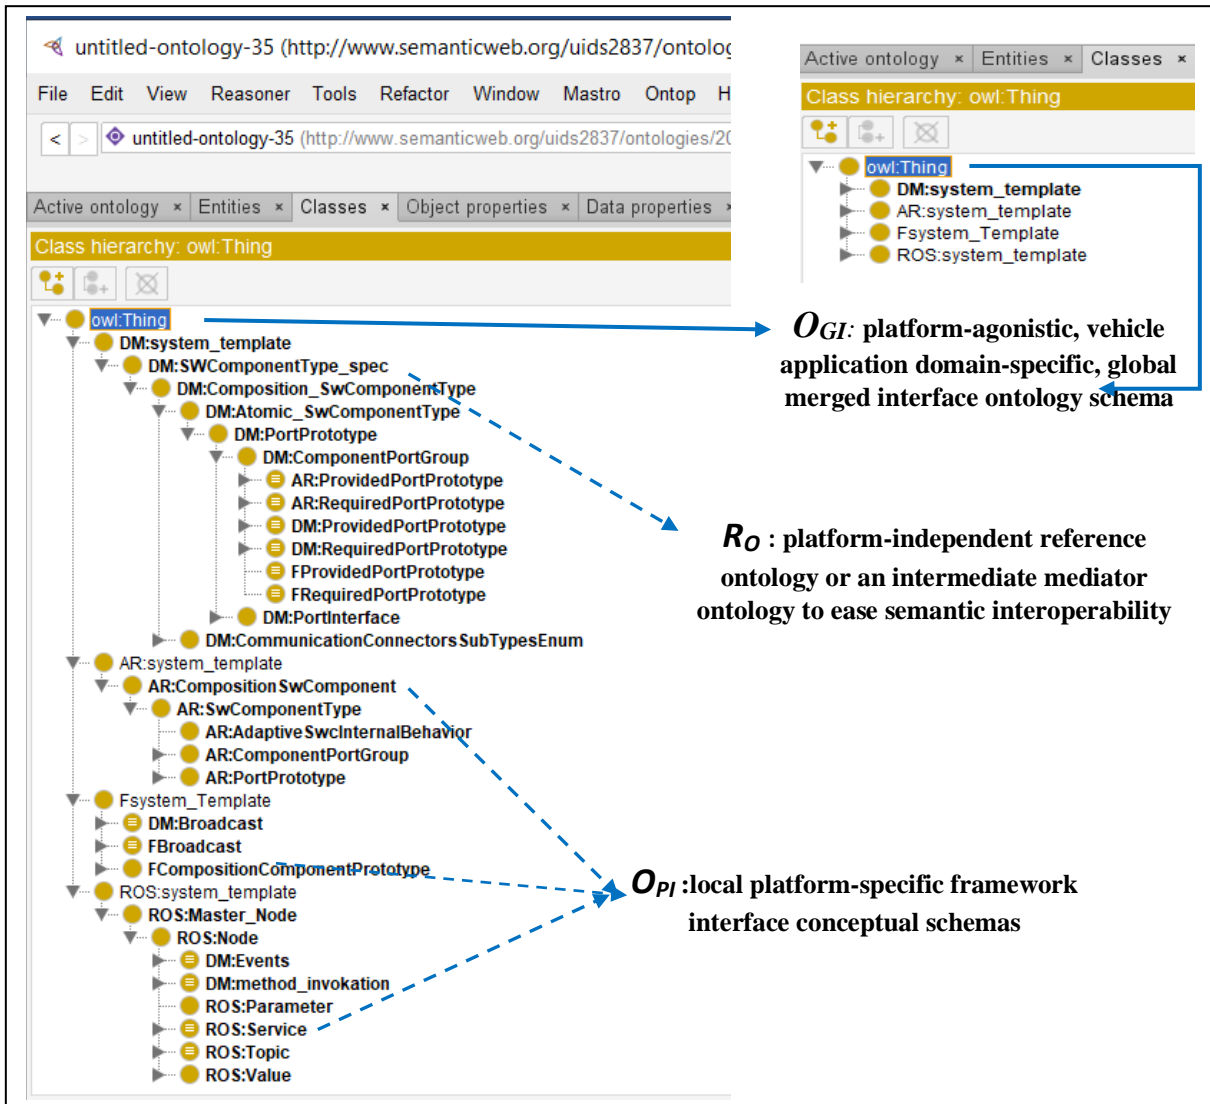 untitled-ontology-35 (http://www.semanticweb.org/uids2837/ontolog
File Edit View Reasoner Tools Refactor Window Mastro Ontop H
< > untitled-ontology-35 (http://www.semanticweb.org/uids2837/ontologies/20
Active ontology × Entities × Classes × Object properties × Data properties ×
Class hierarchy: owl:Thing
owl:Thing
DM:system_template
DM:SWComponentType_spec
DM:Composition_SwComponentType
DM:Atomic_SwComponentType
DM:PortPrototype
DM:ComponentPortGroup
AR:ProvidedPortPrototype
AR:RequiredPortPrototype
DM:ProvidedPortPrototype
DM:RequiredPortPrototype
FProvidedPortPrototype
FRequiredPortPrototype
DM:PortInterface
DM:CommunicationConnectorsSubTypesEnum
AR:system_template
AR:CompositionSwComponent
AR:SwComponentType
AR:AdaptiveSwcInternalBehavior
AR:ComponentPortGroup
AR:PortPrototype
Fsystem_Template
DM:Broadcast
FBroadcast
FCompositionComponentPrototype
ROS:system_template
ROS:Master_Node
ROS:Node
DM:Events
DM:method_invokation
ROS:Parameter
ROS:Service
ROS:Topic
ROS:Value
Active ontology × Entities × Classes ×
Class hierarchy: owl:Thing
owl:Thing
DM:system_template
AR:system_template
Fsystem_Template
ROS:system_template
OGI: platform-agonistic, vehicle
application domain-specific, global
merged interface ontology schema
RO : platform-independent reference
ontology or an intermediate mediator
ontology to ease semantic interoperability
OPI :local platform-specific framework
interface conceptual schemas